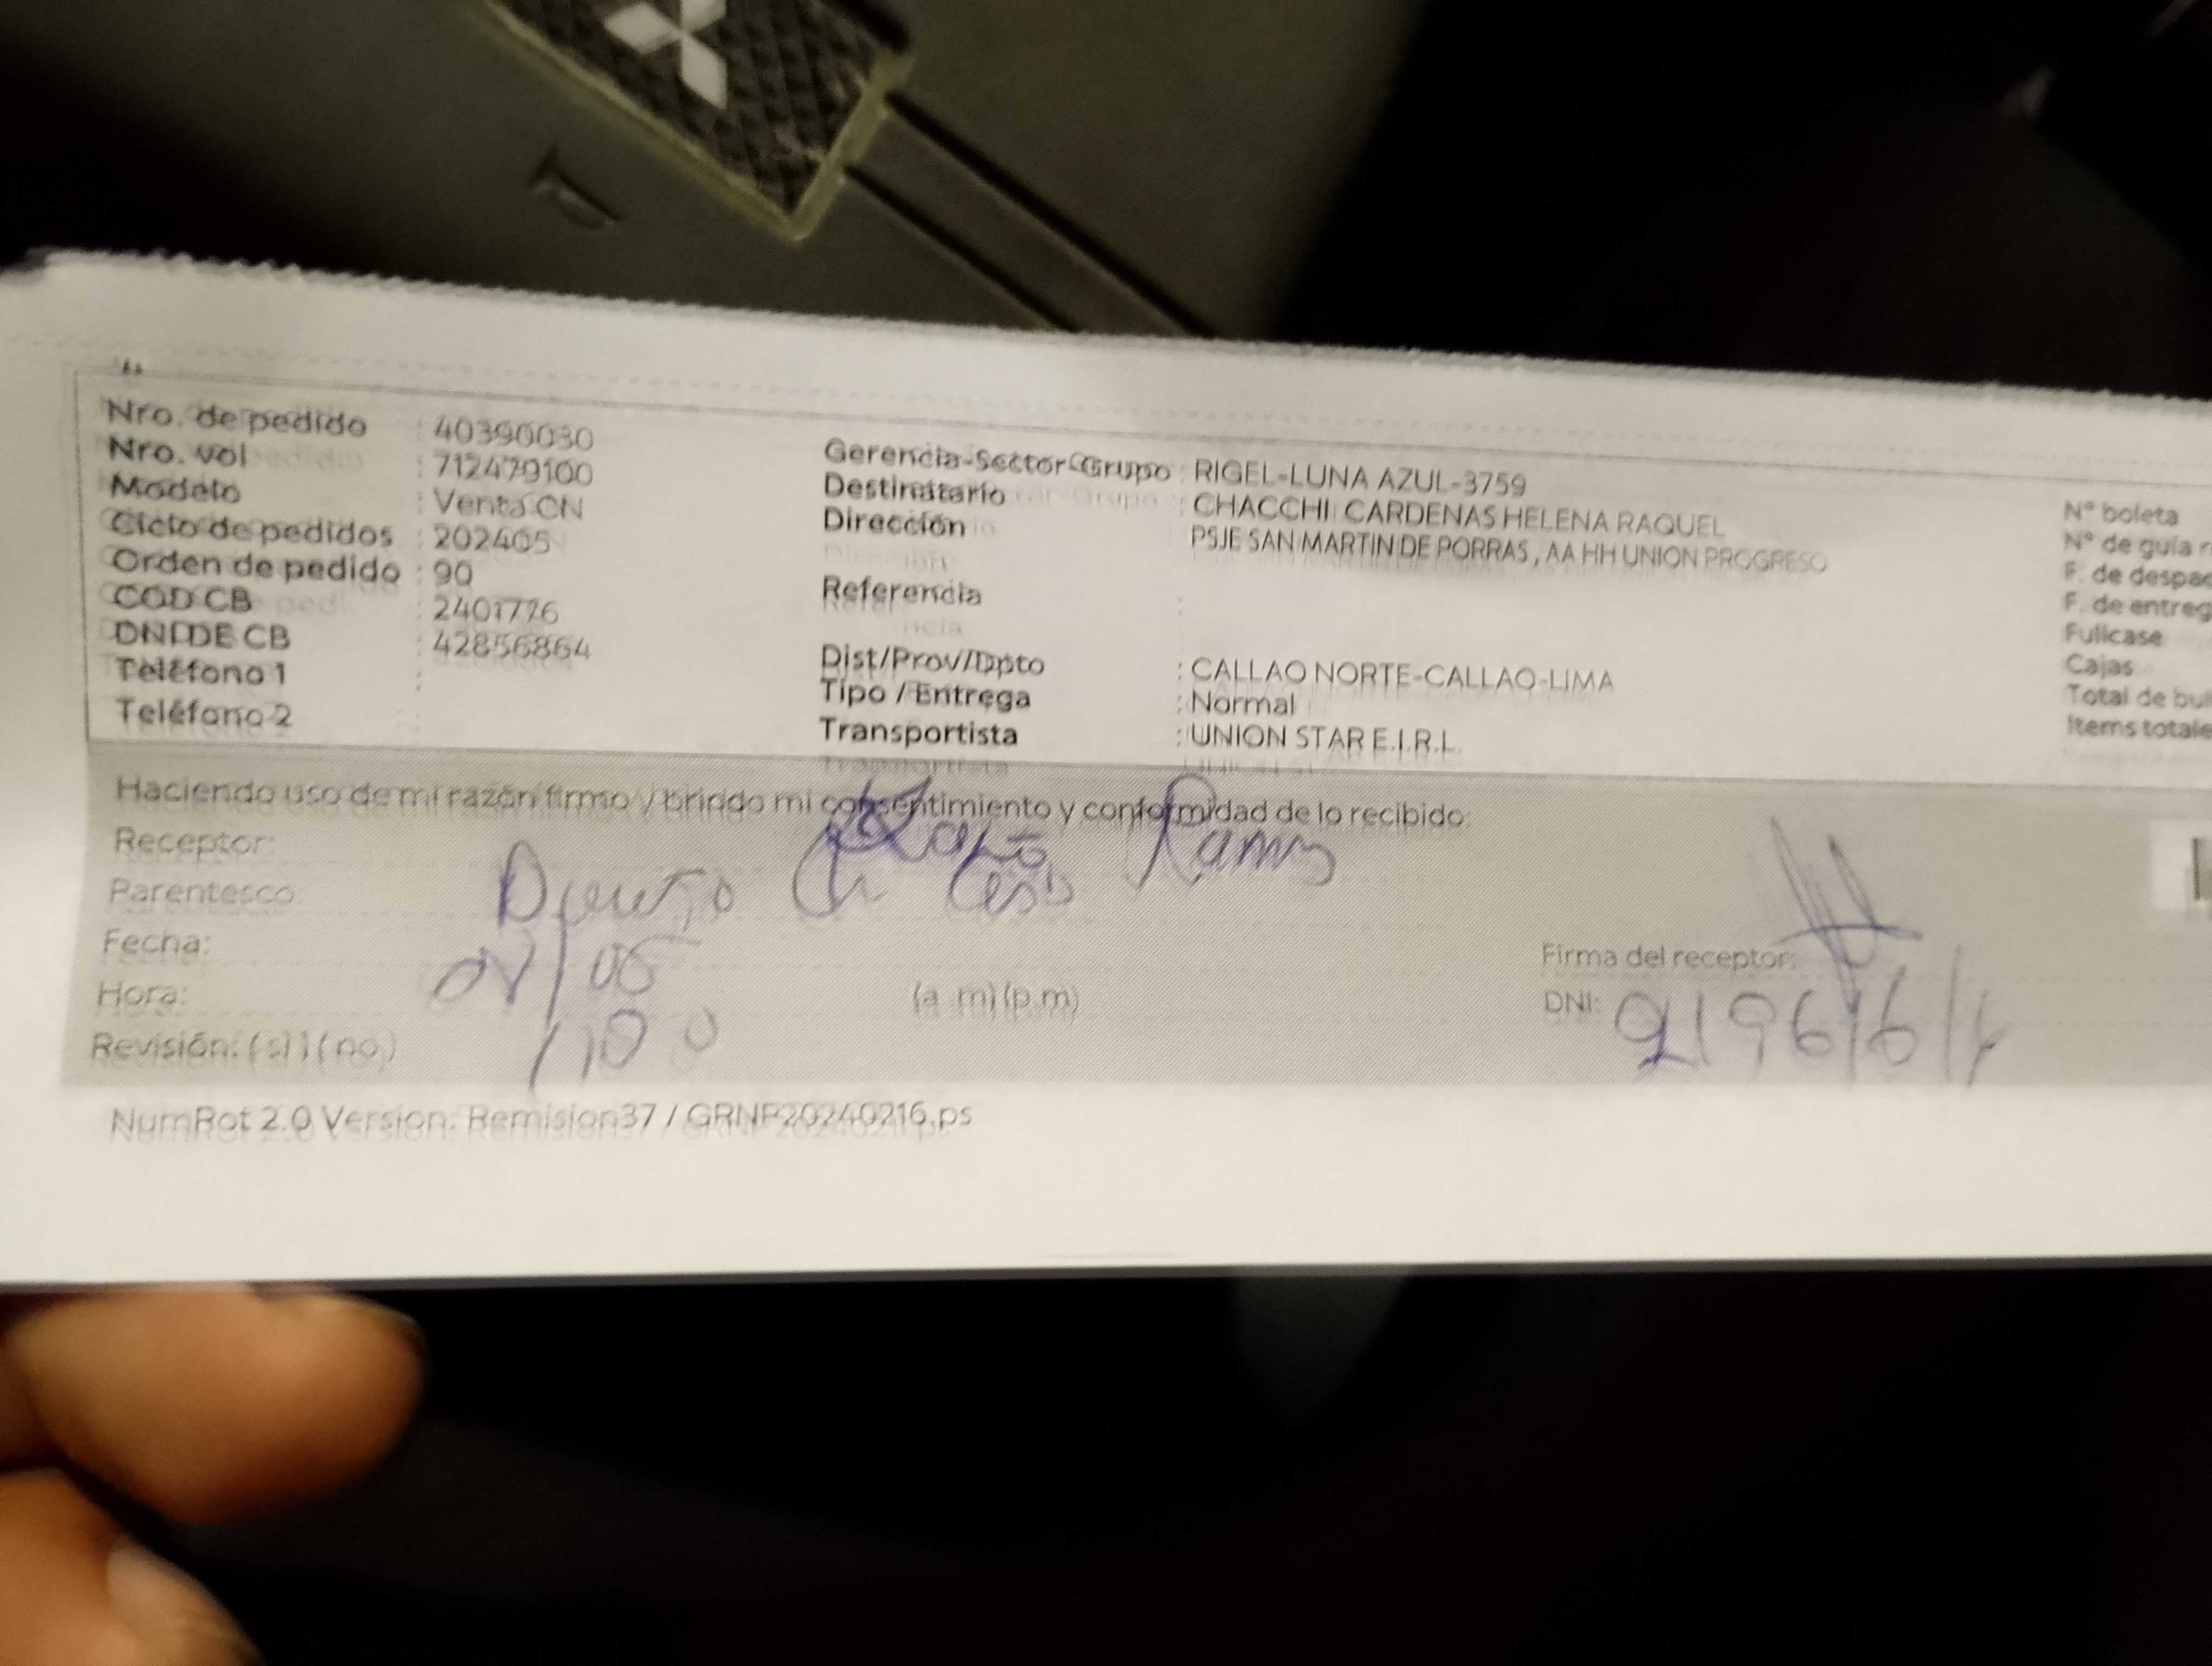 Nro. de pedido : 40390030
Nro. vol : 712479100
Modelo : Venta CN
Ciclo de pedidos : 202405
Orden de pedido : 90
COD CB : 2401776
DNI DE CB : 42856864
Teléfono 1 :
Teléfono 2 :
Gerencia-Sector-Grupo : RIGEL-LUNA AZUL-3759
Destinatario : CHACCHI CARDENAS HELENA RAQUEL
Dirección PSJE SAN MARTIN DE PORRAS , AA HH UNION PROGRESO
Referencia :
Dist/Prov/Dpto : CALLAO NORTE-CALLAO-LIMA
Tipo / Entrega : Normal
Transportista : UNION STAR E.I.R.L.
N° boleta
N° de guía
F. de
F. de
Fullcase
Cajas
Total de
Items
Haciendo uso de mi razón firmo y brindo mi consentimiento y conformidad de lo recibido:
Receptor:
Parentesco:
Fecha:
Hora: (a. m) (p.m)
Revisión: ( si ) ( no )
Firma del receptor:
DNI:
NumRot 2.0 Version: Remision37 / GRNP20240216.ps